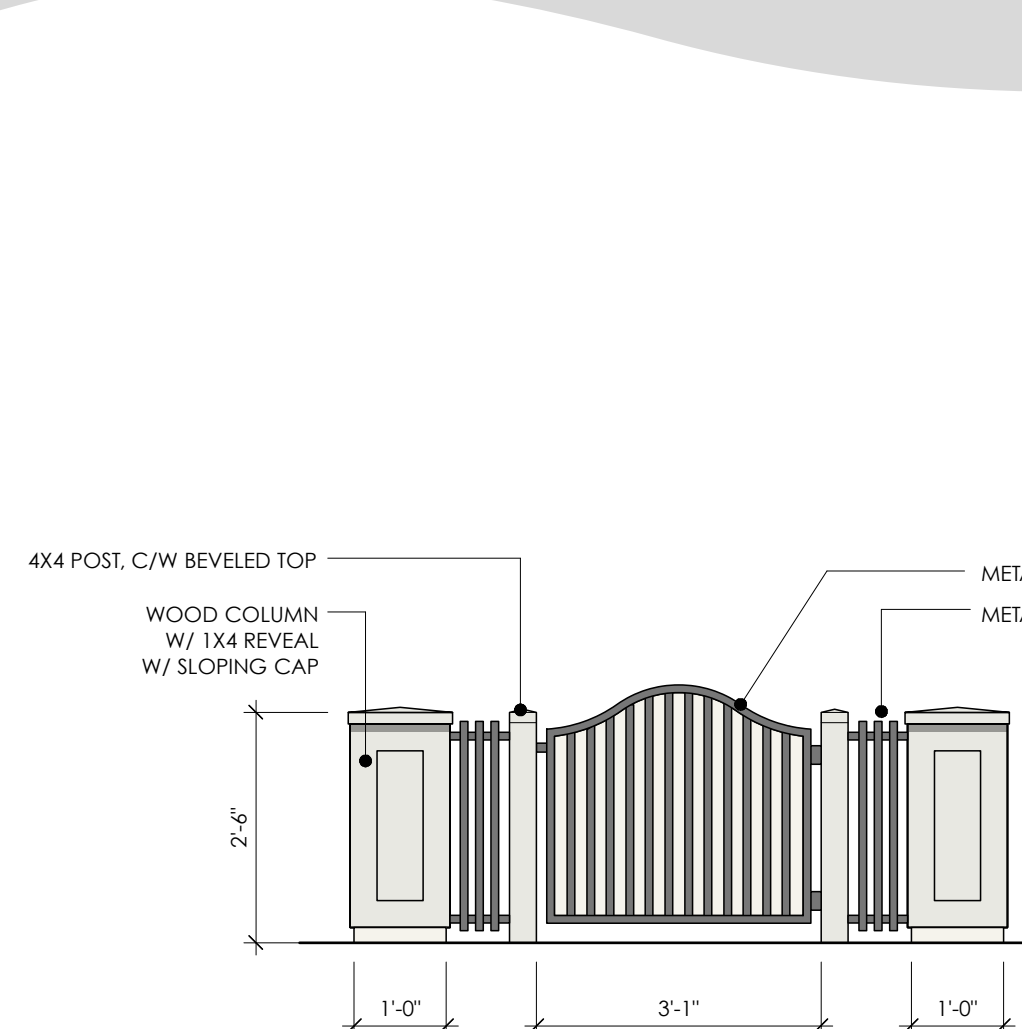 4X4 POST, C/W BEVELED TOP
WOOD COLUMN
W/ 1X4 REVEAL
W/ SLOPING CAP
2'-6"
1'-0"
3'-1"
1'-0"